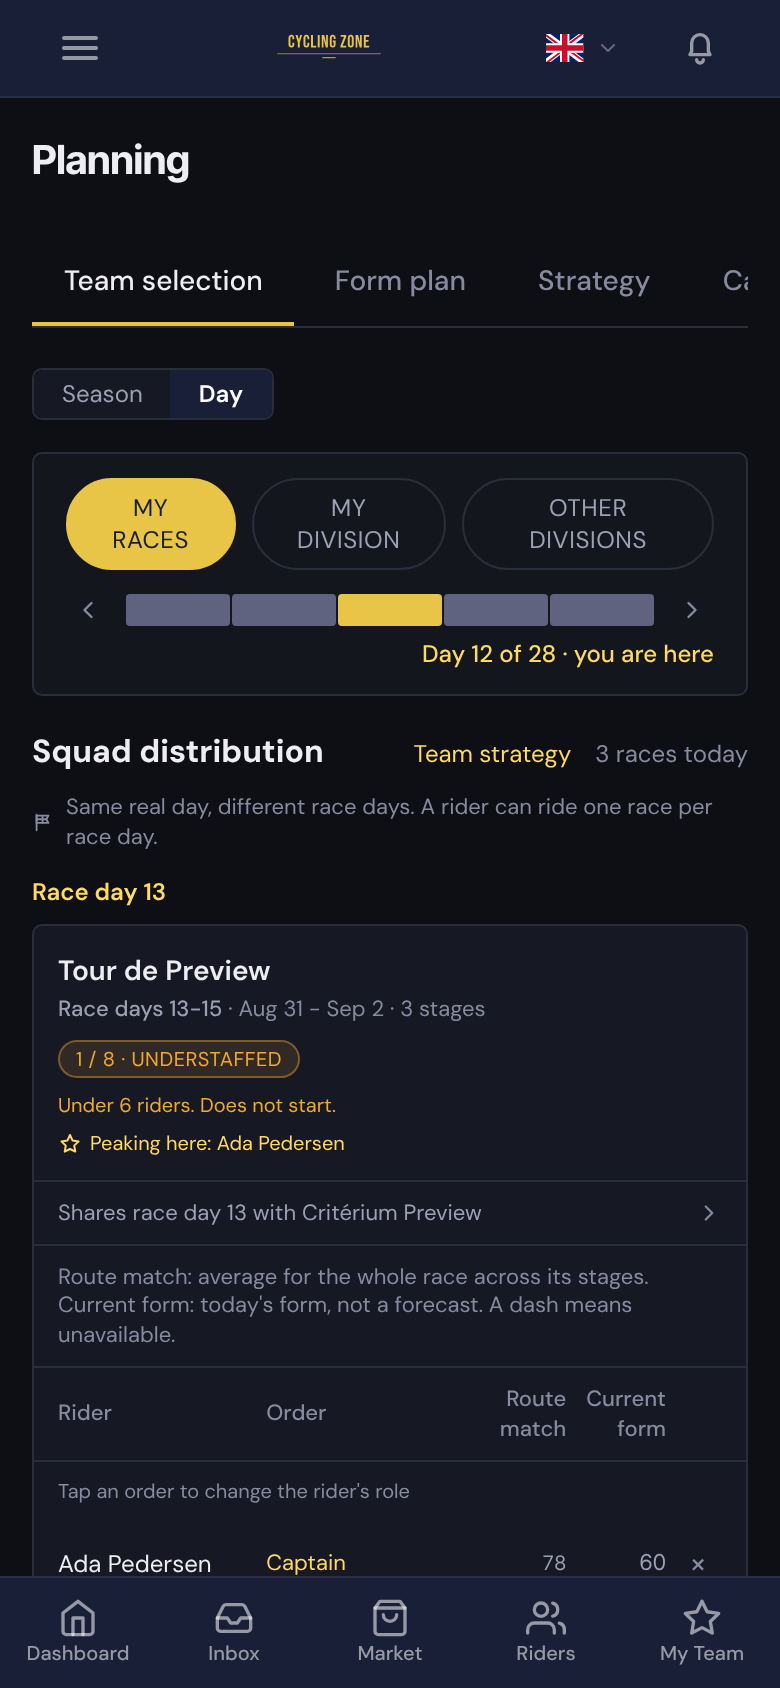 CYCLING ZONE
Planning
Team selection Form plan Strategy Ca
Season Day
MY RACES
MY DIVISION
OTHER DIVISIONS
Day 12 of 28 · you are here
Squad distribution Team strategy 3 races today
Same real day, different race days. A rider can ride one race per
race day.
Race day 13
Tour de Preview
Race days 13–15 · Aug 31 – Sep 2 · 3 stages
1 / 8 · UNDERSTAFFED
Under 6 riders. Does not start.
Peaking here: Ada Pedersen
Shares race day 13 with Critérium Preview
Route match: average for the whole race across its stages.
Current form: today's form, not a forecast. A dash means
unavailable.
Rider Order Route match Current form
Tap an order to change the rider's role
Ada Pedersen Captain 78 60 ×
Dashboard Inbox Market Riders My Team